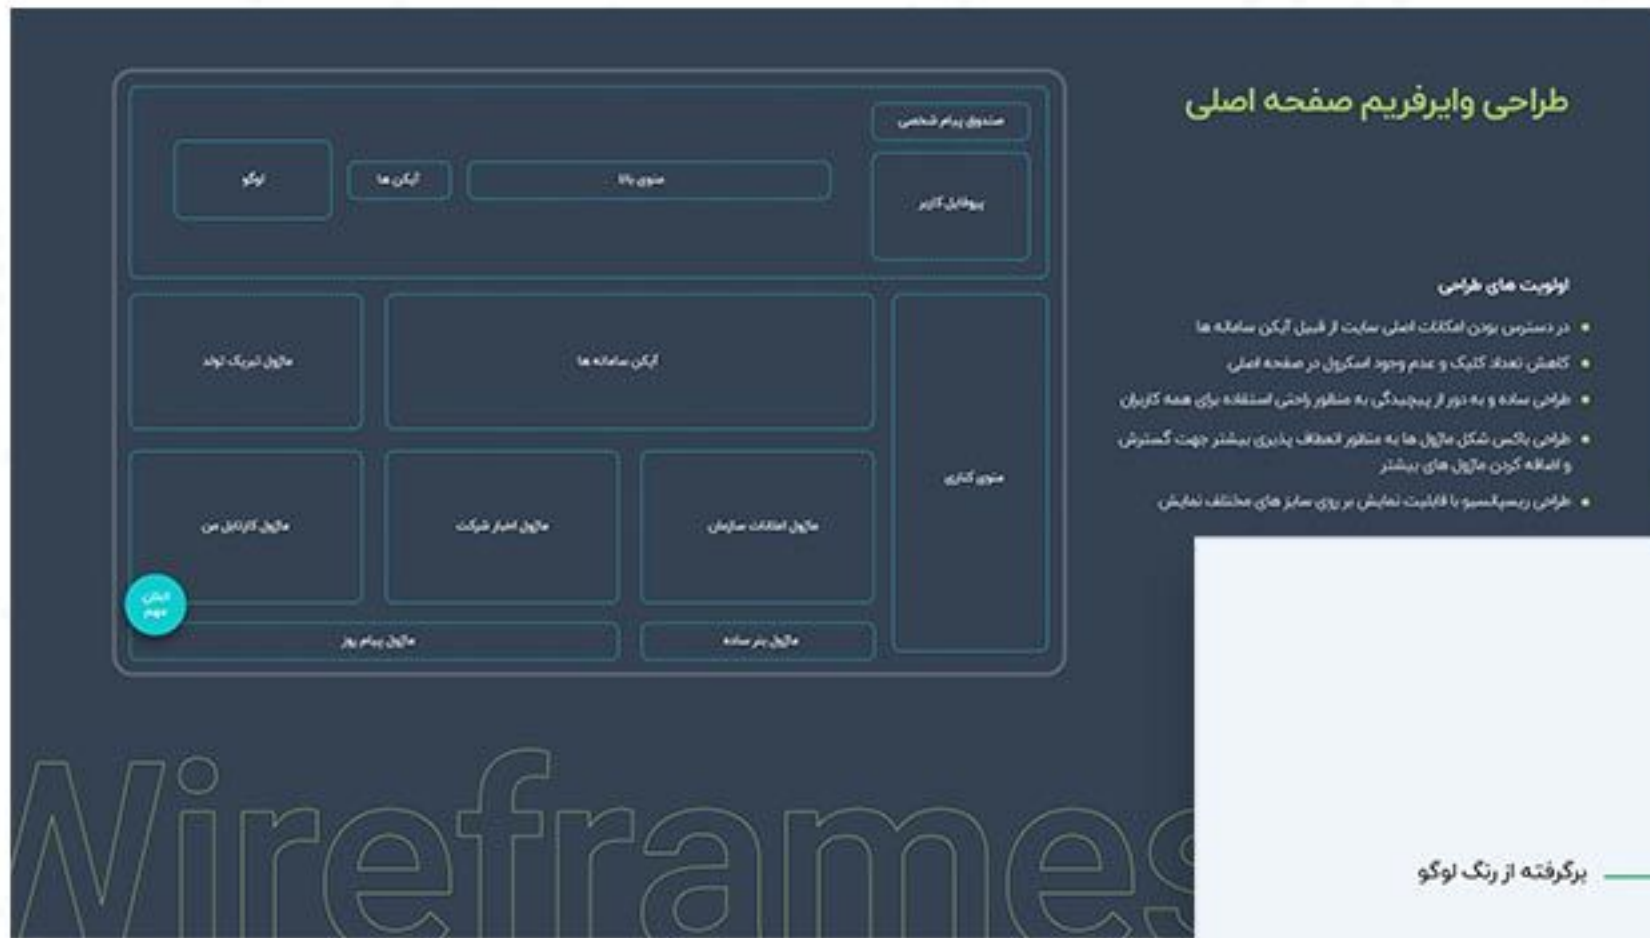 طراحی وایرفریم صفحه اصلی
اولویت های طراحی
در دسترس بودن امکانات اصلی سایت از قبیل آیکن سامانه ها
کاهش تعداد کلیک و عدم وجود اسکرول در صفحه اصلی
طراحی ساده و به دور از پیچیدگی به منظور راحتی استفاده برای همه کاربران
طراحی باکس شکل ماژول ها به منظور انعطاف پذیری بیشتر جهت گسترش
و اضافه کردن ماژول های بیشتر
طراحی ریسپانسیو با قابلیت نمایش بر روی سایز های مختلف نمایش
صندوق پیام شخصی
پروفایل کاربر
منوی بالا
آیکن ها
لوگو
منوی کناری
آیکن سامانه ها
ماژول تبریک تولد
ماژول اعلانات سازمان
ماژول اخبار شرکت
ماژول کارتابل من
ماژول بنر ساده
ماژول پیام روز
مهم
Wireframes
برگرفته از رنگ لوگو